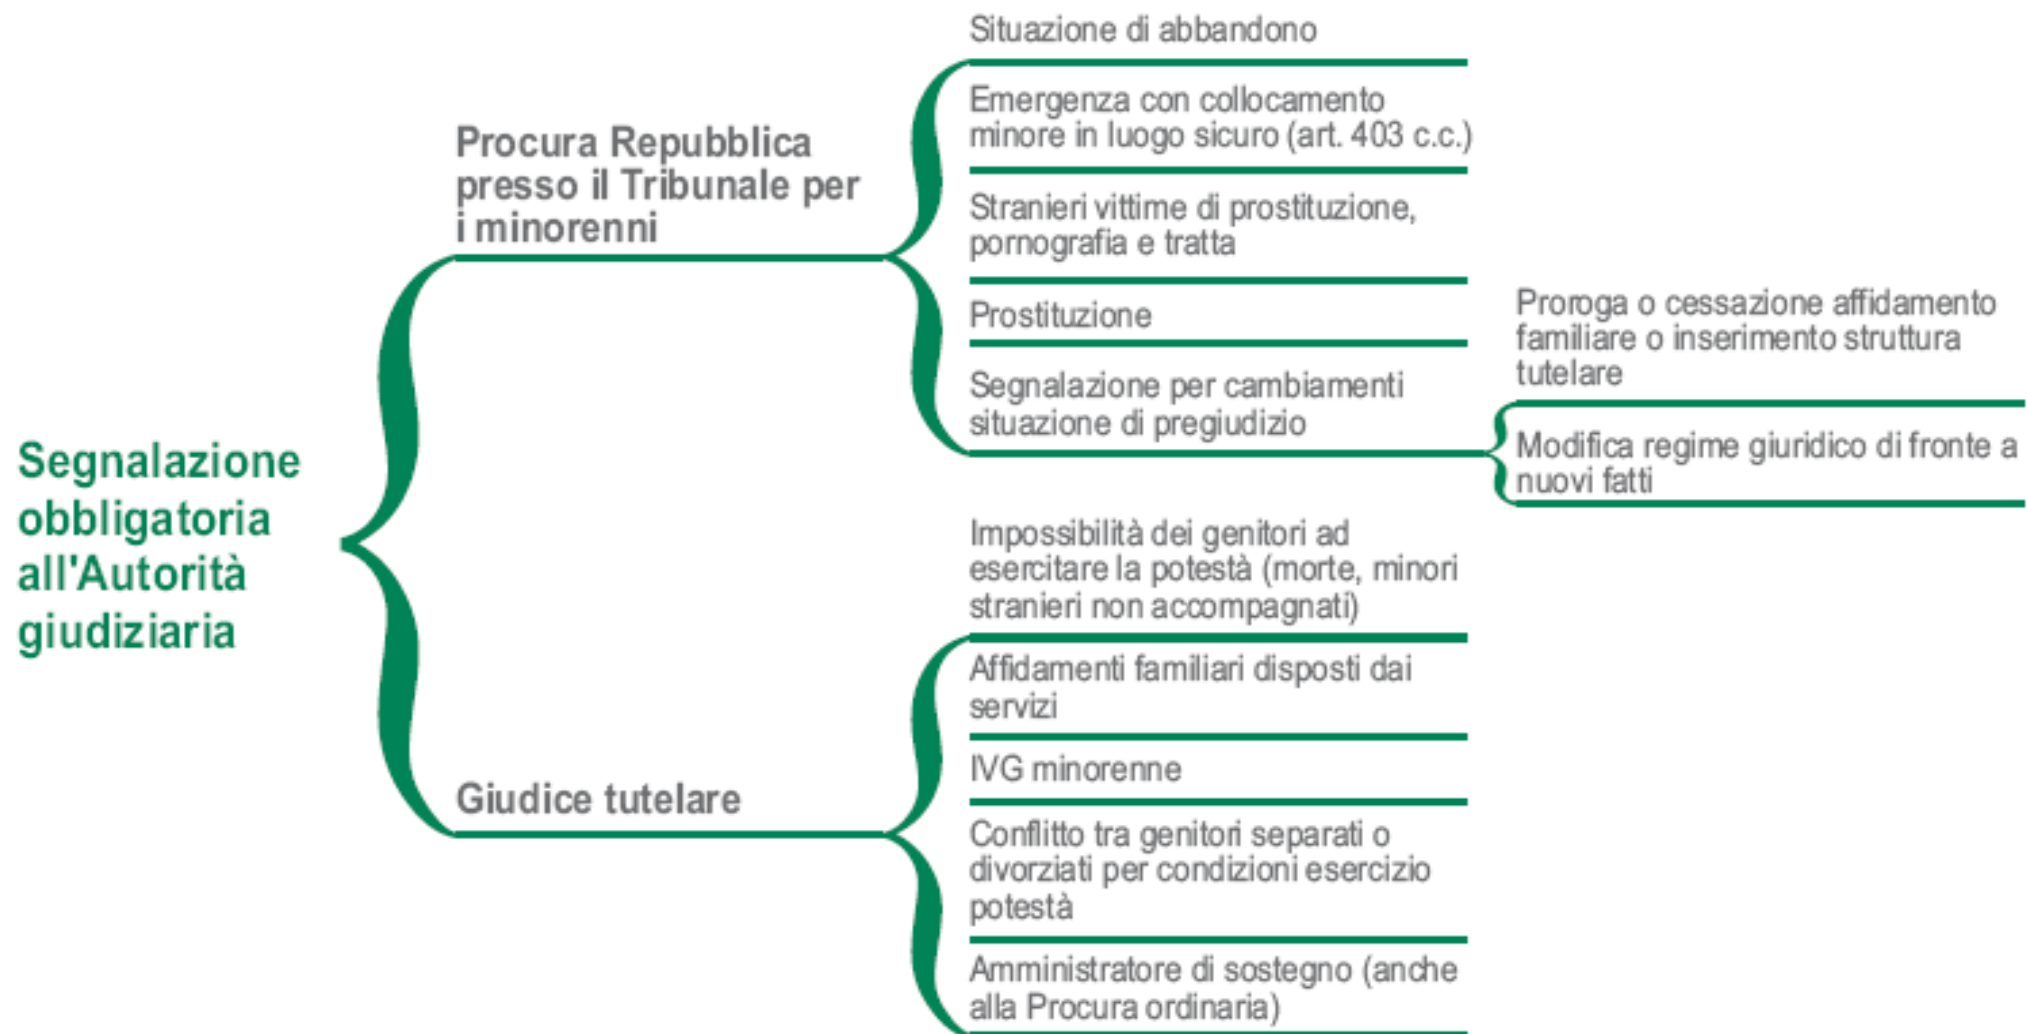 Segnalazione
obbligatoria
all'Autorità
giudiziaria
Procura Repubblica
presso il Tribunale per
i minorenni
Situazione di abbandono
Emergenza con collocamento
minore in luogo sicuro (art. 403 c.c.)
Stranieri vittime di prostituzione,
pornografia e tratta
Prostituzione
Segnalazione per cambiamenti
situazione di pregiudizio
Proroga o cessazione affidamento
familiare o inserimento struttura
tutelare
Modifica regime giuridico di fronte a
nuovi fatti
Giudice tutelare
Impossibilità dei genitori ad
esercitare la potestà (morte, minori
stranieri non accompagnati)
Affidamenti familiari disposti dai
servizi
IVG minorenne
Conflitto tra genitori separati o
divorziati per condizioni esercizio
potestà
Amministratore di sostegno (anche
alla Procura ordinaria)